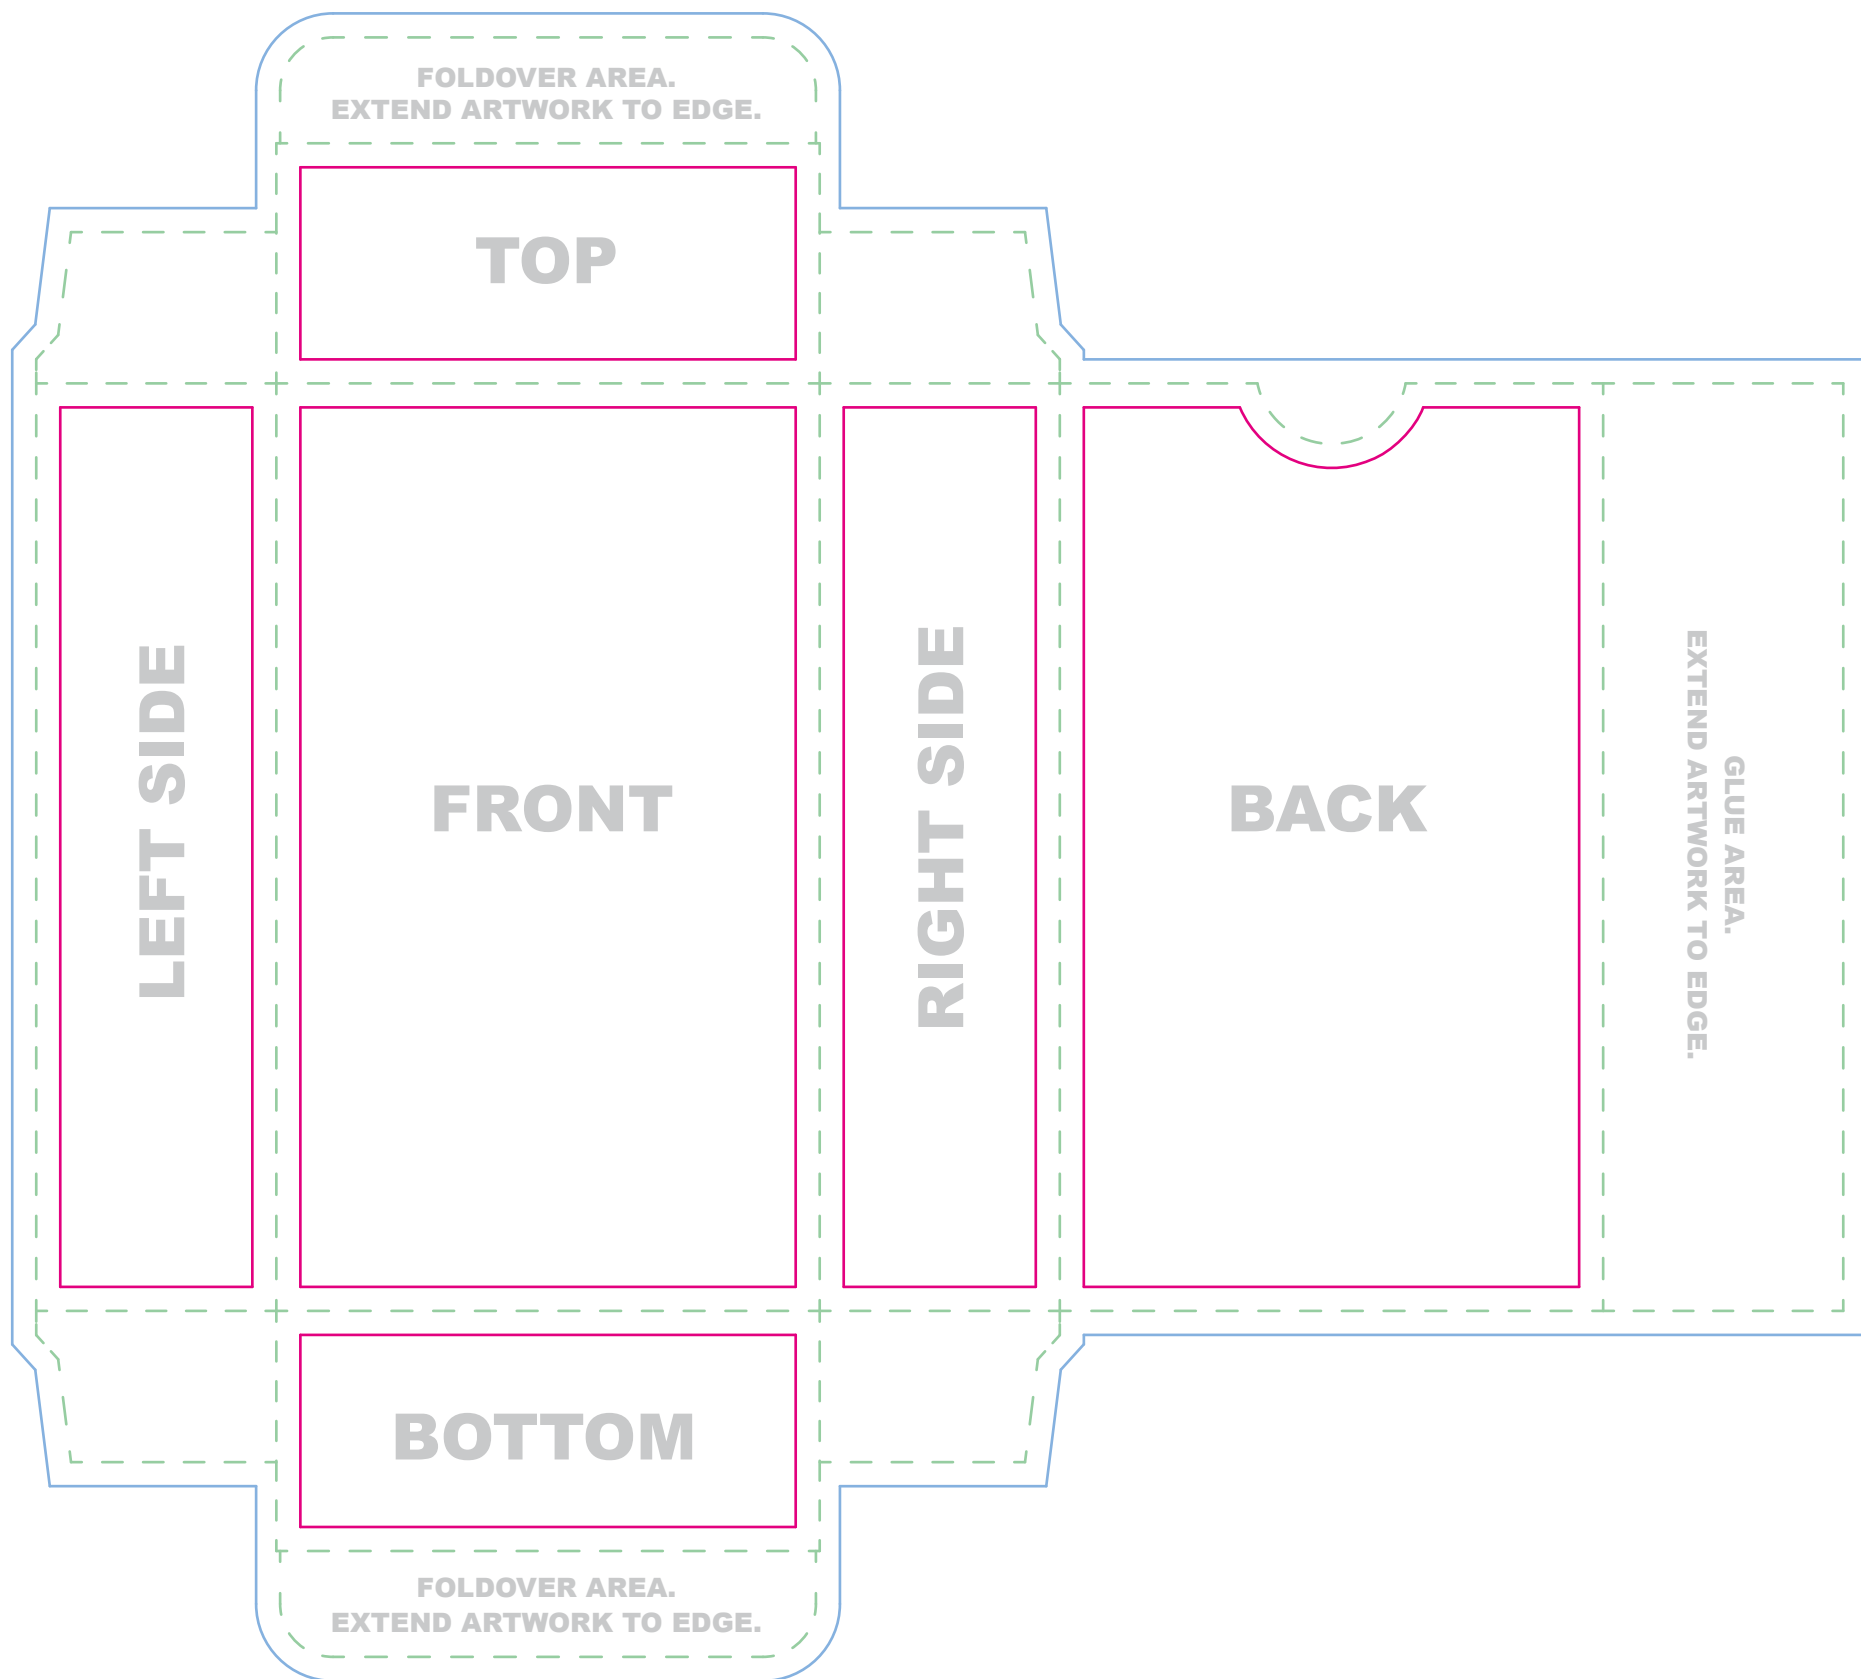 FOLDOVER AREA.
EXTEND ARTWORK TO EDGE.
TOP
LEFT SIDE
FRONT
RIGHT SIDE
BACK
GLUE AREA.
EXTEND ARTWORK TO EDGE.
BOTTOM
FOLDOVER AREA.
EXTEND ARTWORK TO EDGE.